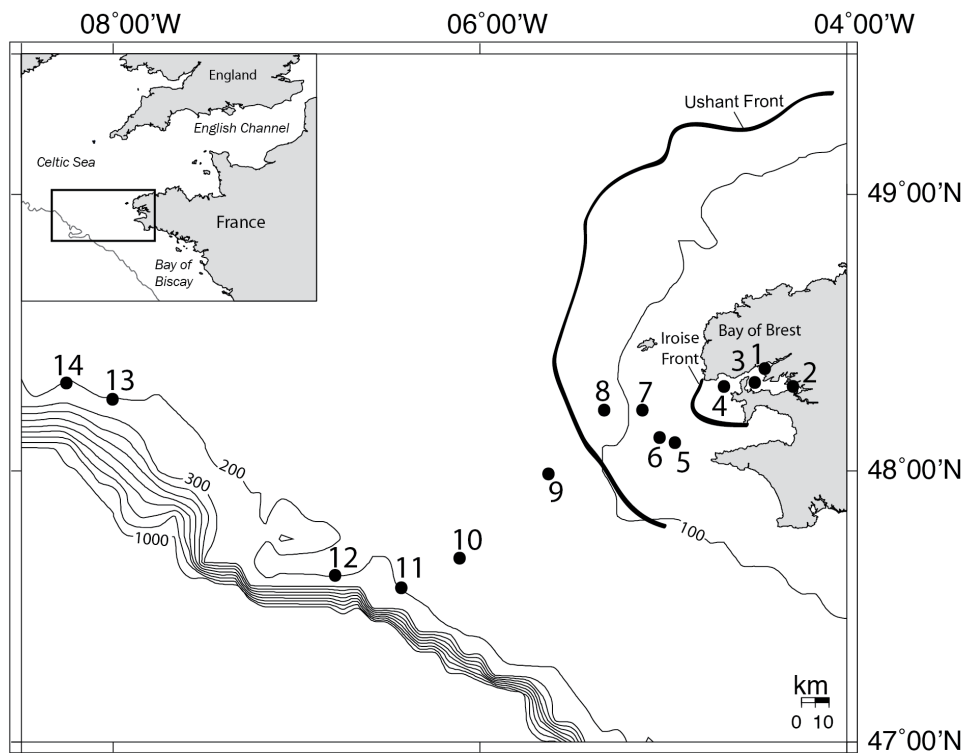 08°00'W
06°00'W
04°00'W
England
English Channel
Celtic Sea
France
Bay of
Biscay
Ushant Front
49°00'N
Iroise
Front
Bay of Brest
1
3
2
4
14
13
8
7
6
5
200
300
1000
9
48°00'N
100
10
12
11
km
0 10
47°00'N